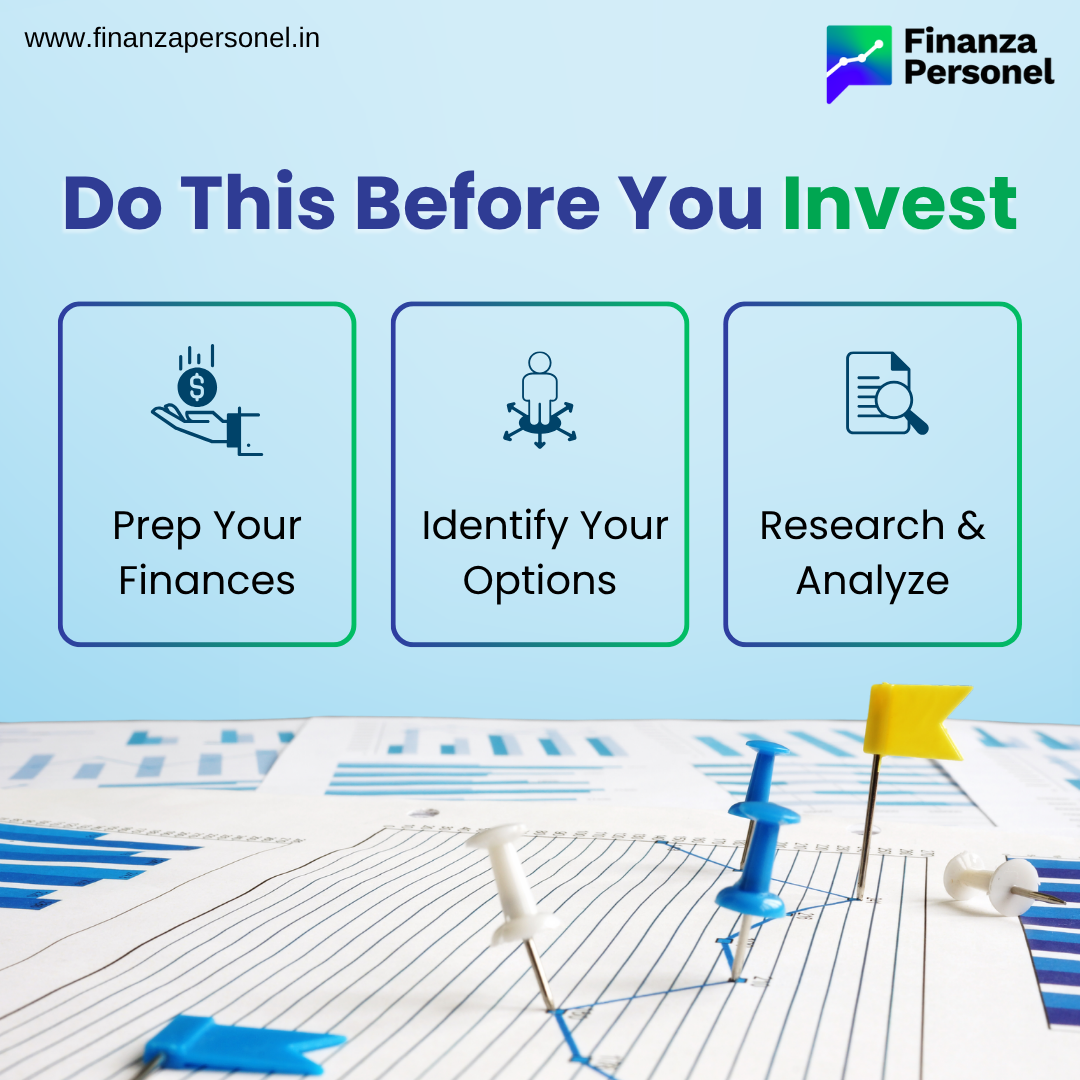 www.finanzapersonel.in
Finanza
Personel
Do This Before You Invest
$
Prep Your
Finances
Identify Your
Options
Research &
Analyze